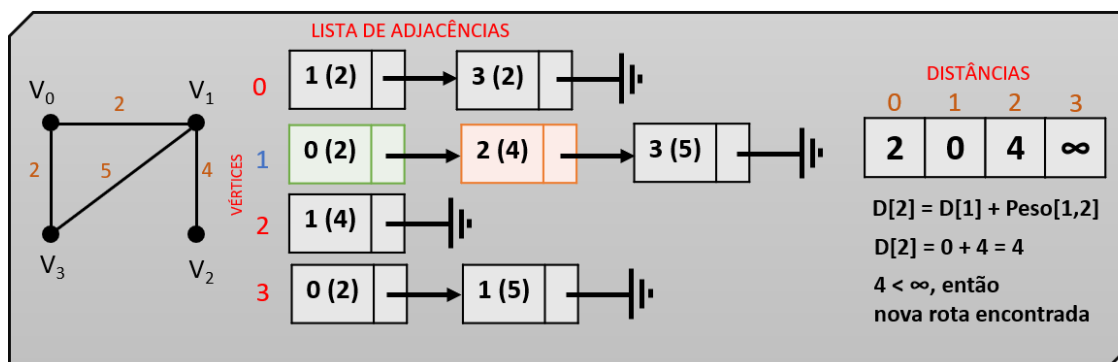 LISTA DE ADJACÊNCIAS
V0
V1
2
2
5
4
V3
V2
VÉRTICES
0
1 (2)
3 (2)
1
0 (2)
2 (4)
3 (5)
2
1 (4)
3
0 (2)
1 (5)
DISTÂNCIAS
0 1 2 3
2 0 4 ∞
D[2] = D[1] + Peso[1,2]
D[2] = 0 + 4 = 4
4 < ∞, então
nova rota encontrada